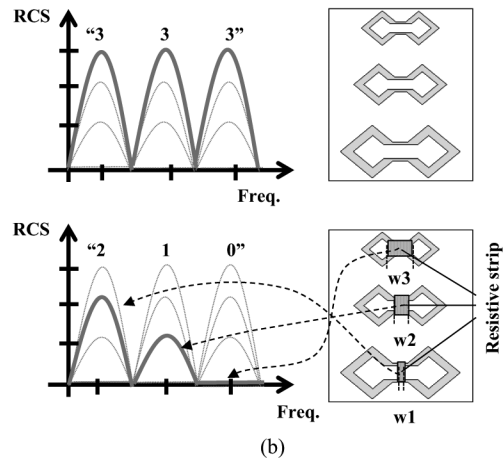 RCS
“3 3 3”
Freq.
RCS
“2 1 0”
Freq.
w3
w2
w1
Resistive strip
(b)